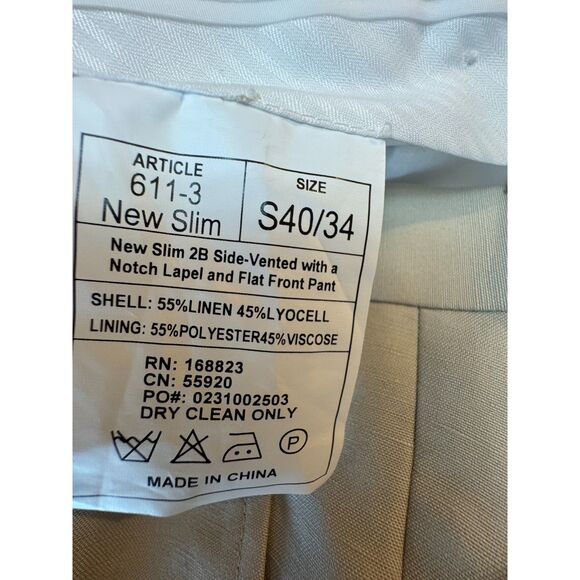 ARTICLE
611-3
New Slim
SIZE
S40/34
New Slim 2B Side-Vented with a
Notch Lapel and Flat Front Pant
SHELL: 55%LINEN 45%LYOCELL
LINING: 55%POLYESTER45%VISCOSE
RN: 168823
CN: 55920
PO#: 0231002503
DRY CLEAN ONLY
P
MADE IN CHINA